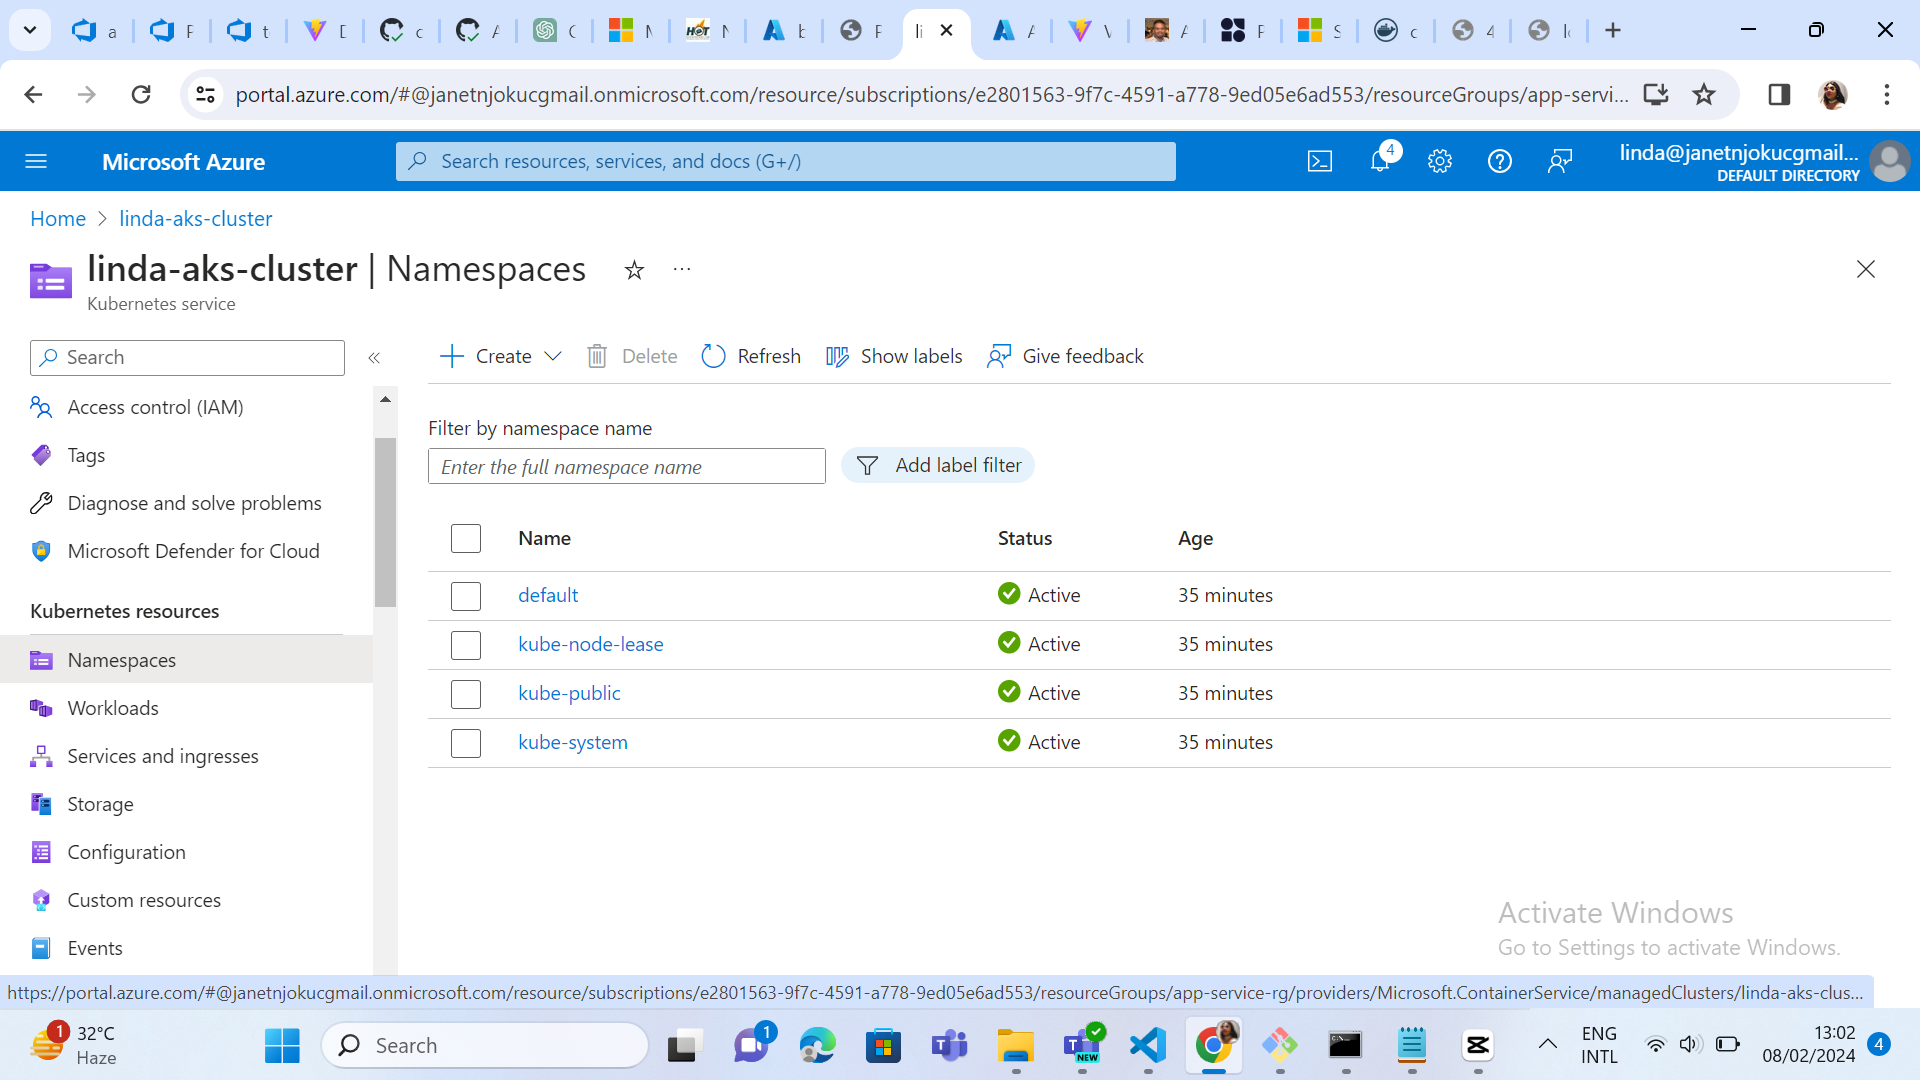 portal.azure.com/#@janetnjokucgmail.onmicrosoft.com/resource/subscriptions/e2801563-9f7c-4591-a778-9ed05e6ad553/resourceGroups/app-servi...
Microsoft Azure
Search resources, services, and docs (G+/)
4
linda@janetnjokucgmail...
DEFAULT DIRECTORY
Home > linda-aks-cluster
linda-aks-cluster | Namespaces
...
Kubernetes service
Search
«
Create
Delete
Refresh
Show labels
Give feedback
Access control (IAM)
Tags
Diagnose and solve problems
Microsoft Defender for Cloud
Kubernetes resources
Namespaces
Workloads
Services and ingresses
Storage
Configuration
Custom resources
Events
Filter by namespace name
Enter the full namespace name
Add label filter
Name Status Age
default Active 35 minutes
kube-node-lease Active 35 minutes
kube-public Active 35 minutes
kube-system Active 35 minutes
Activate Windows
Go to Settings to activate Windows.
https://portal.azure.com/#@janetnjokucgmail.onmicrosoft.com/resource/subscriptions/e2801563-9f7c-4591-a778-9ed05e6ad553/resourceGroups/app-service-rg/providers/Microsoft.ContainerService/managedClusters/linda-aks-clus...
1
32°C
Haze
Search
1
NEW
ENG
INTL
13:02
08/02/2024
4